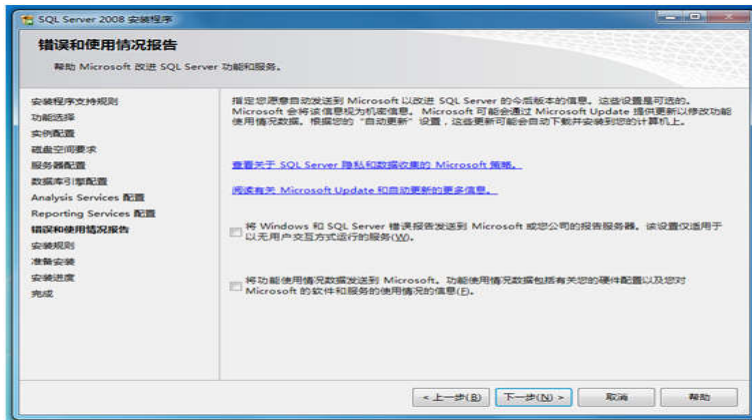 SQL Server 2008 安装程序
错误和使用情况报告
帮助 Microsoft 改进 SQL Server 功能和服务。
安装程序支持规则
功能选择
实例配置
磁盘空间要求
服务器配置
数据库引擎配置
Analysis Services 配置
Reporting Services 配置
错误和使用情况报告
安装规则
准备安装
安装进度
完成
指定您愿意自动发送到 Microsoft 以改进 SQL Server 的今后版本的信息。这些设置是可选的。
Microsoft 会将该信息视为机密信息。 Microsoft 可能会通过 Microsoft Update 提供更新以修改功能
使用情况数据。根据您的“自动更新”设置，这些更新可能会自动下载并安装到您的计算机上。
查看关于 SQL Server 隐私和数据收集的 Microsoft 策略。
阅读有关 Microsoft Update 和自动更新的更多信息。
将 Windows 和 SQL Server 错误报告发送到 Microsoft 或您公司的报告服务器。该设置仅适用于
以无用户交互方式运行的服务(W)。
将功能使用情况数据发送到 Microsoft。功能使用情况数据包括有关您的硬件配置以及您对
Microsoft 的软件和服务的使用情况的信息(F)。
< 上一步(B) 下一步(N) > 取消 帮助